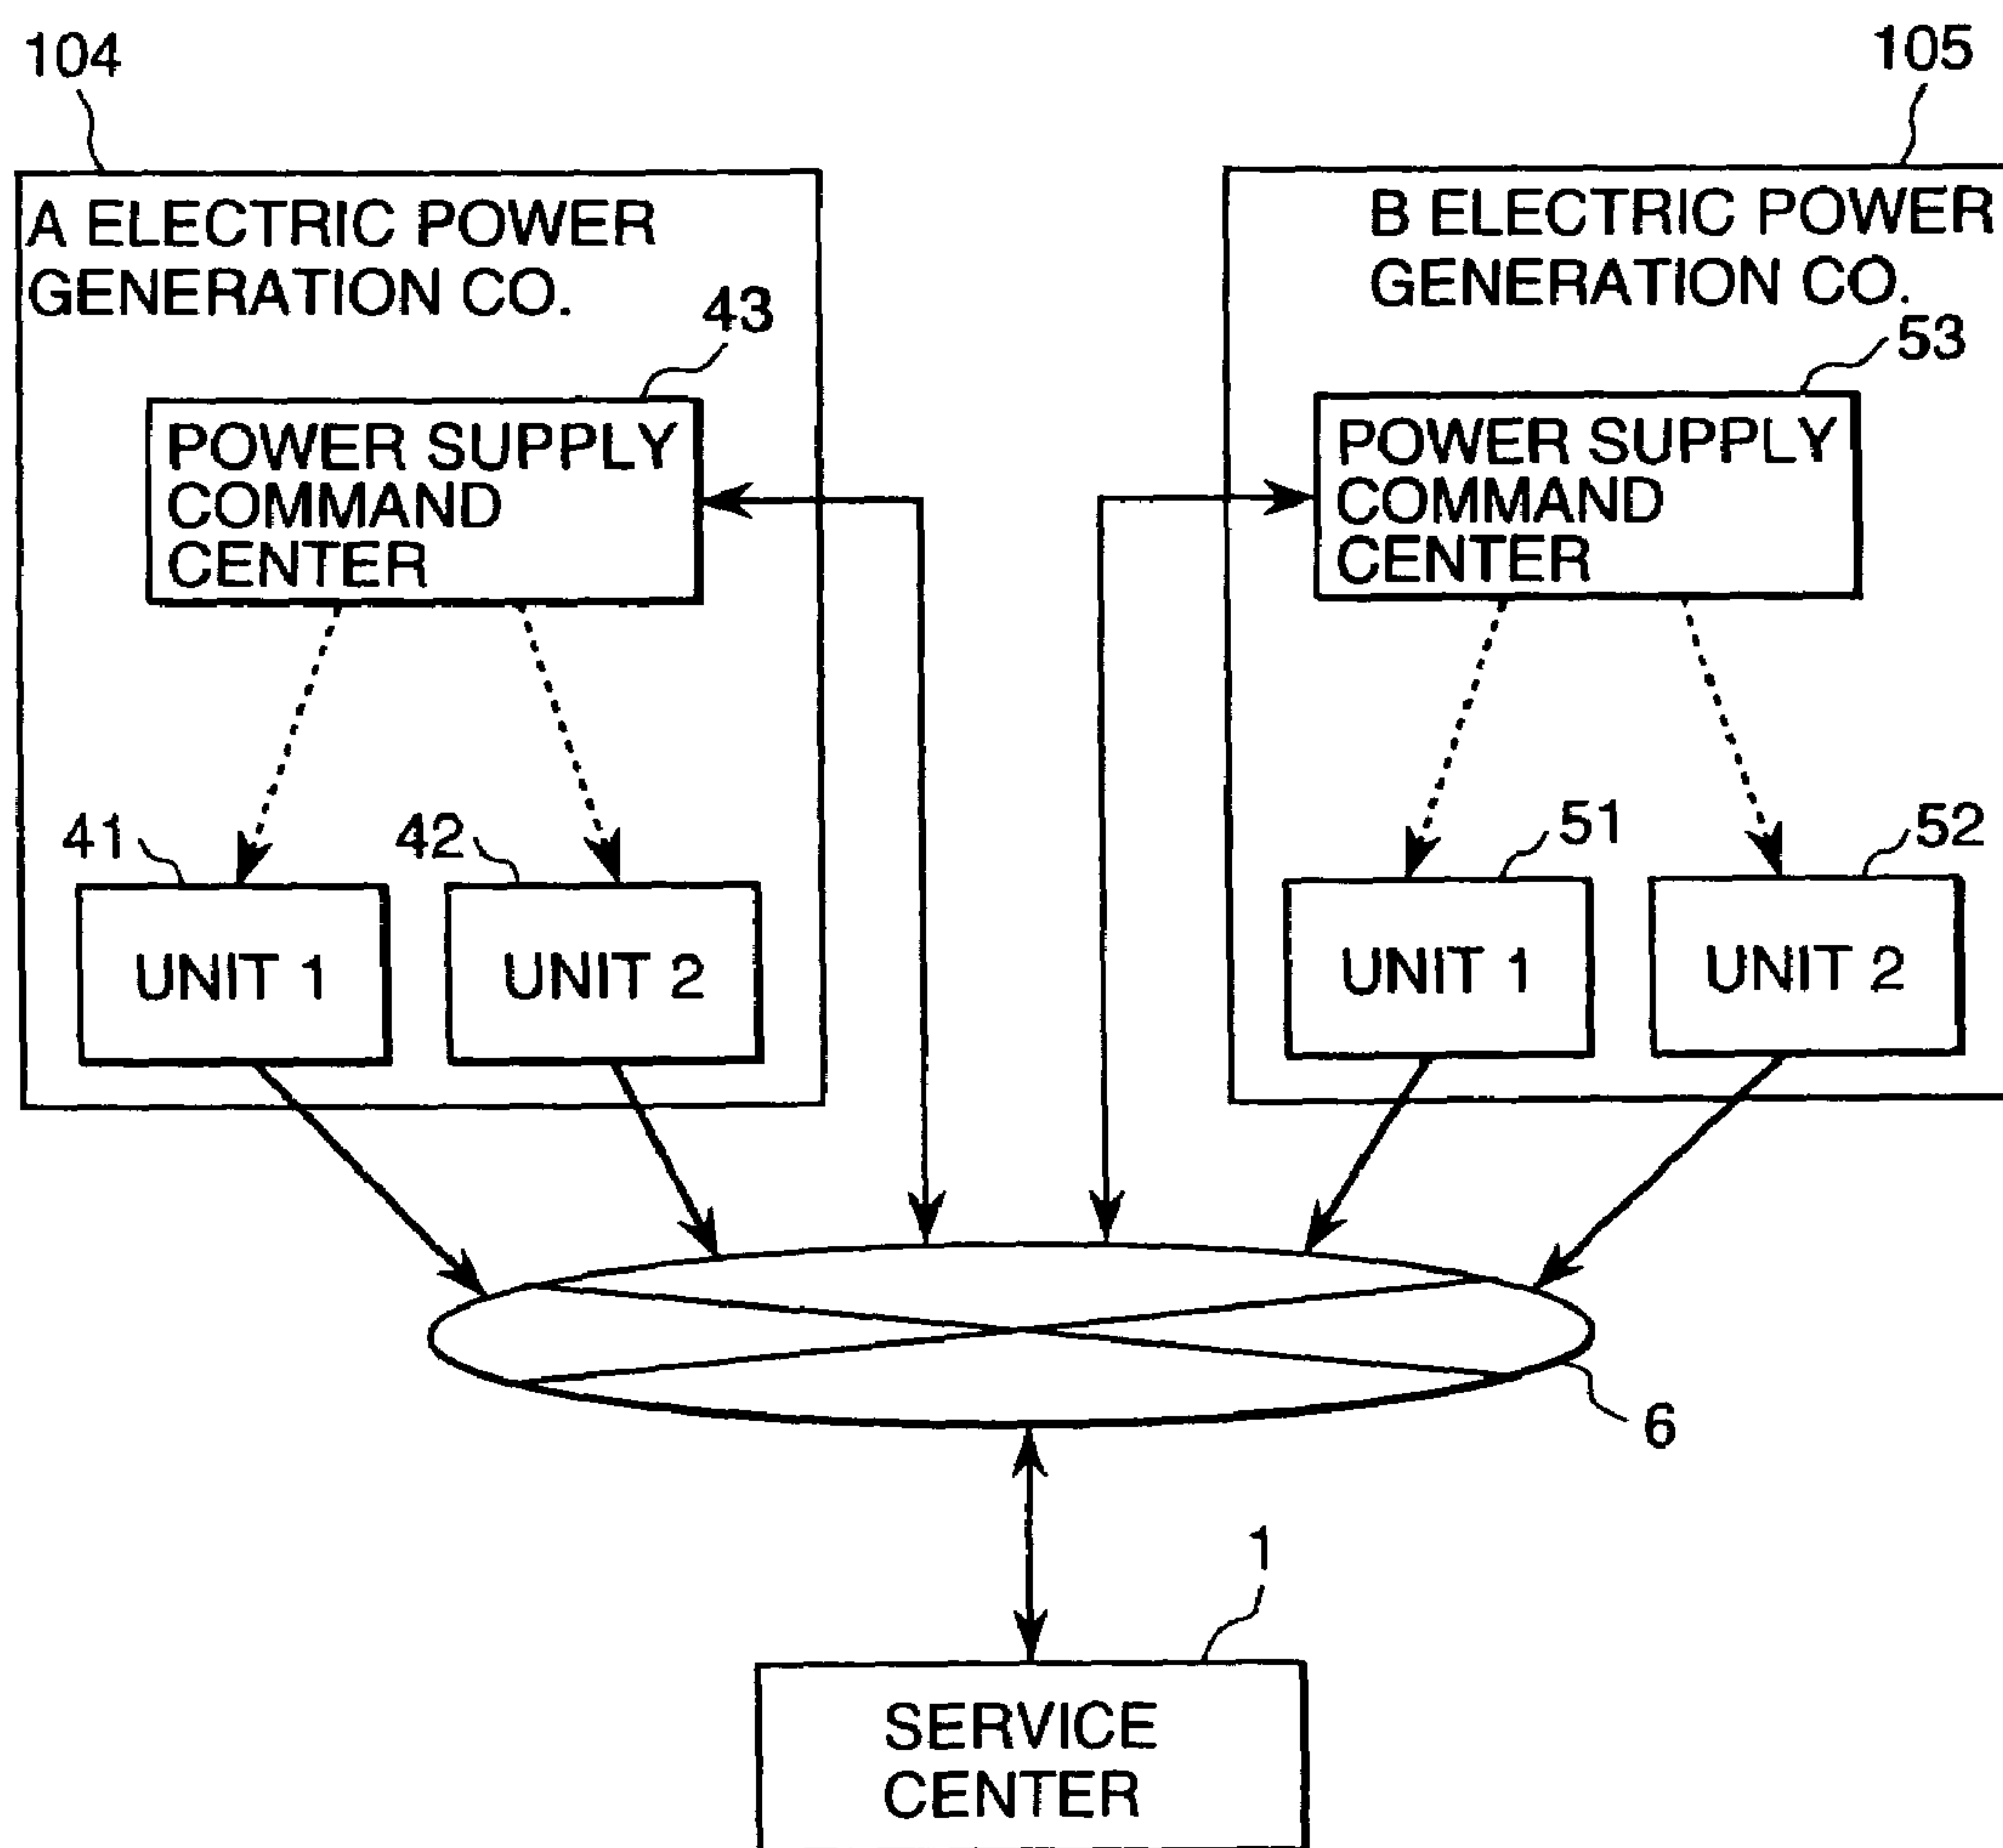 104
105
A ELECTRIC POWER
GENERATION CO.
B ELECTRIC POWER
GENERATION CO.
43
53
POWER SUPPLY
COMMAND
CENTER
POWER SUPPLY
COMMAND
CENTER
41
42
51
52
UNIT 1
UNIT 2
UNIT 1
UNIT 2
6
1
SERVICE
CENTER